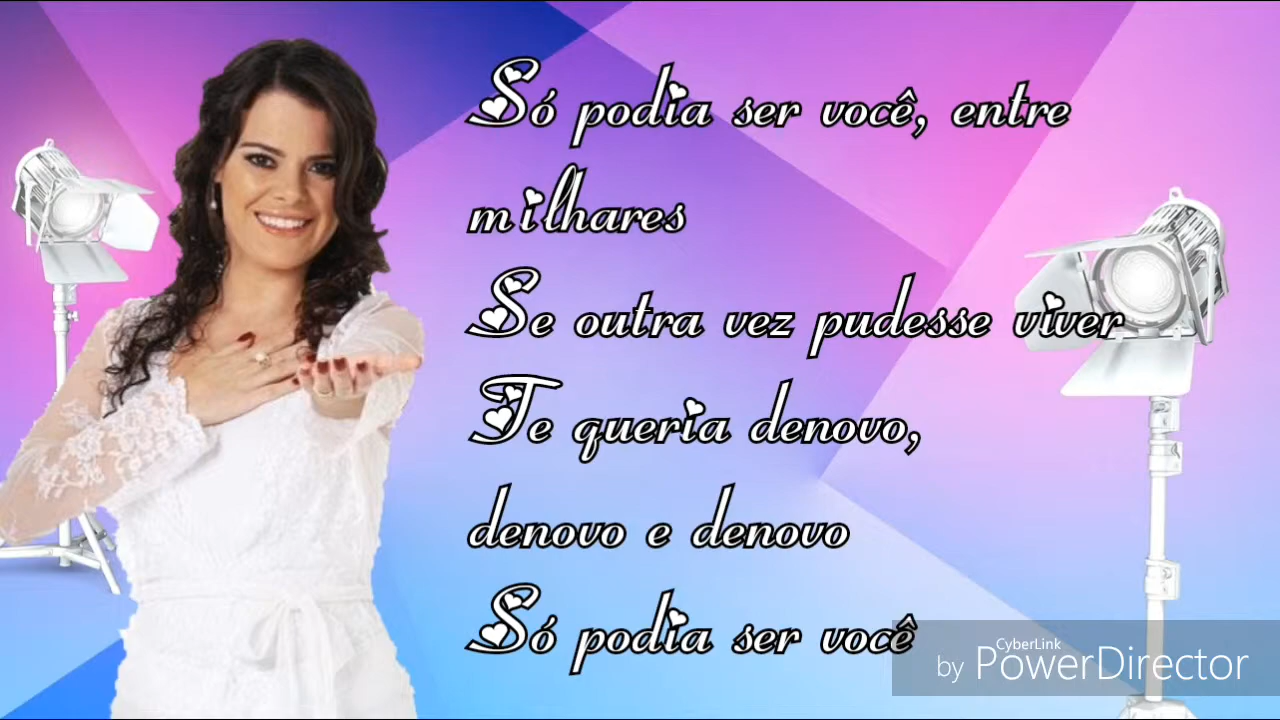 Só podia ser você, entre
milhares
Se outra vez pudesse viver
Te queria denovo,
denovo e denovo
Só podia ser você
CyberLink
by PowerDirector